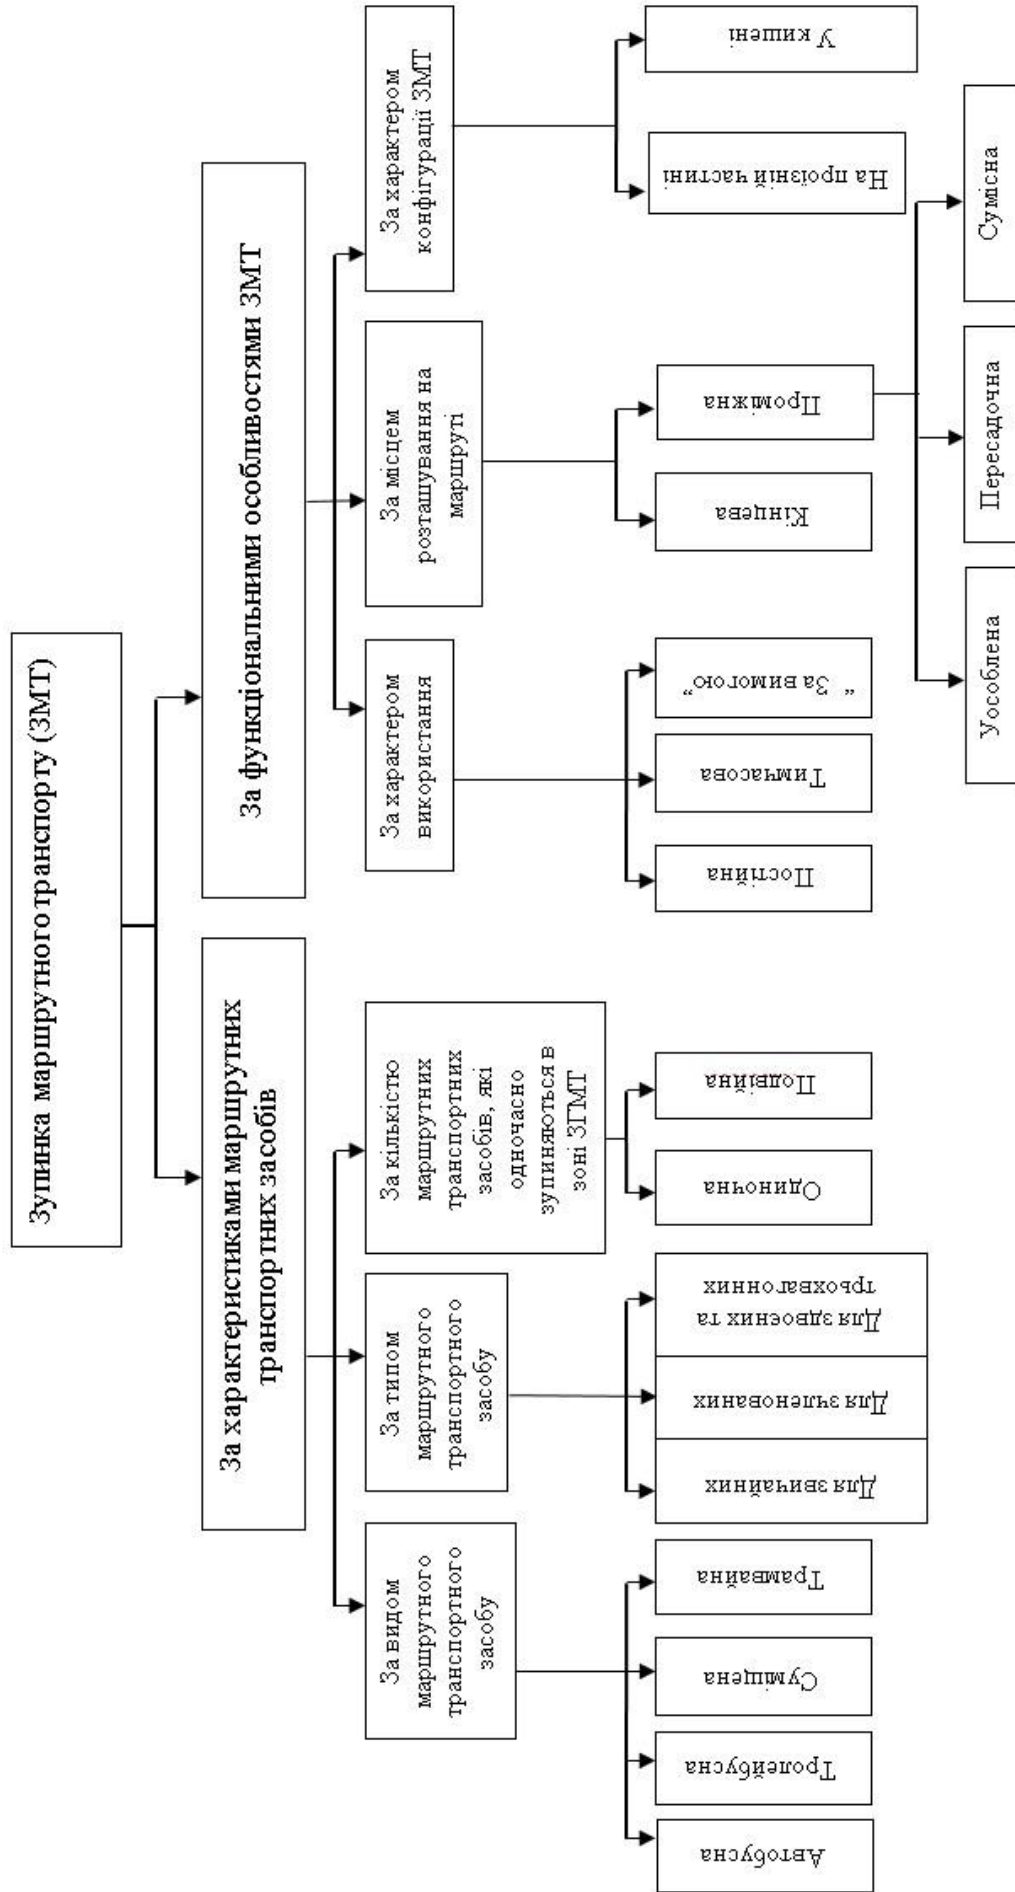 Зупинка маршрутного транспорту (ЗМТ)
За характеристиками маршрутних
транспортних засобів
За функціональними особливостями ЗМТ
За видом
маршрутного
транспортного
засобу
За типом
маршрутного
транспортного
засобу
За кількістю
маршрутних
транспортних
засобів, які
одночасно
зупиняються в
зоні ЗГМТ
За характером
використання
За місцем
розташування на
маршруті
За характером
конфігурації ЗМТ
Автобусна
Тролейбусна
Суміщена
Трамвайна
Для звичайних
Для зчленованих
Для здвоєних та
трьохвагонних
Одиночна
Подвійна
Постійна
Тимчасова
“ За вимогою”
Кінцева
Проміжна
На проїзній частині
У кишені
Уособлена
Пересадочна
Сумісна